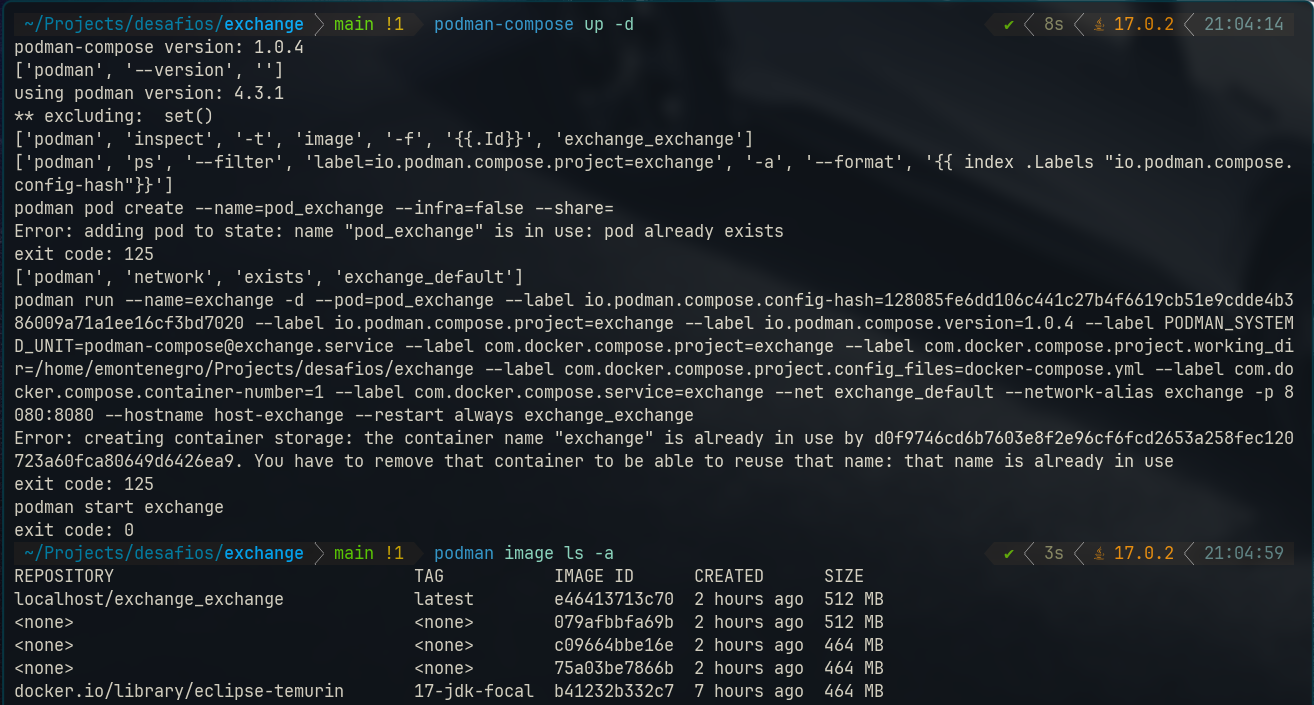 ~/Projects/desafios/exchange main !1 podman-compose up -d ✔ 8s 17.0.2 21:04:14
podman-compose version: 1.0.4
['podman', '--version', '']
using podman version: 4.3.1
** excluding:  set()
['podman', 'inspect', '-t', 'image', '-f', '{{.Id}}', 'exchange_exchange']
['podman', 'ps', '--filter', 'label=io.podman.compose.project=exchange', '-a', '--format', '{{ index .Labels "io.podman.compose.
config-hash"}}']
podman pod create --name=pod_exchange --infra=false --share=
Error: adding pod to state: name "pod_exchange" is in use: pod already exists
exit code: 125
['podman', 'network', 'exists', 'exchange_default']
podman run --name=exchange -d --pod=pod_exchange --label io.podman.compose.config-hash=128085fe6dd106c441c27b4f6619cb51e9cdde4b3
86009a71a1ee16cf3bd7020 --label io.podman.compose.project=exchange --label io.podman.compose.version=1.0.4 --label PODMAN_SYSTEM
D_UNIT=podman-compose@exchange.service --label com.docker.compose.project=exchange --label com.docker.compose.project.working_di
r=/home/emontenegro/Projects/desafios/exchange --label com.docker.compose.project.config_files=docker-compose.yml --label com.do
cker.compose.container-number=1 --label com.docker.compose.service=exchange --net exchange_default --network-alias exchange -p 8
080:8080 --hostname host-exchange --restart always exchange_exchange
Error: creating container storage: the container name "exchange" is already in use by d0f9746cd6b7603e8f2e96cf6fcd2653a258fec120
723a60fca80649d6426ea9. You have to remove that container to be able to reuse that name: that name is already in use
exit code: 125
podman start exchange
exit code: 0
~/Projects/desafios/exchange main !1 podman image ls -a ✔ 3s 17.0.2 21:04:59
REPOSITORY TAG IMAGE ID CREATED SIZE
localhost/exchange_exchange latest e46413713c70 2 hours ago 512 MB
<none> <none> 079afbbfa69b 2 hours ago 512 MB
<none> <none> c09664bbe16e 2 hours ago 464 MB
<none> <none> 75a03be7866b 2 hours ago 464 MB
docker.io/library/eclipse-temurin 17-jdk-focal b41232b332c7 7 hours ago 464 MB